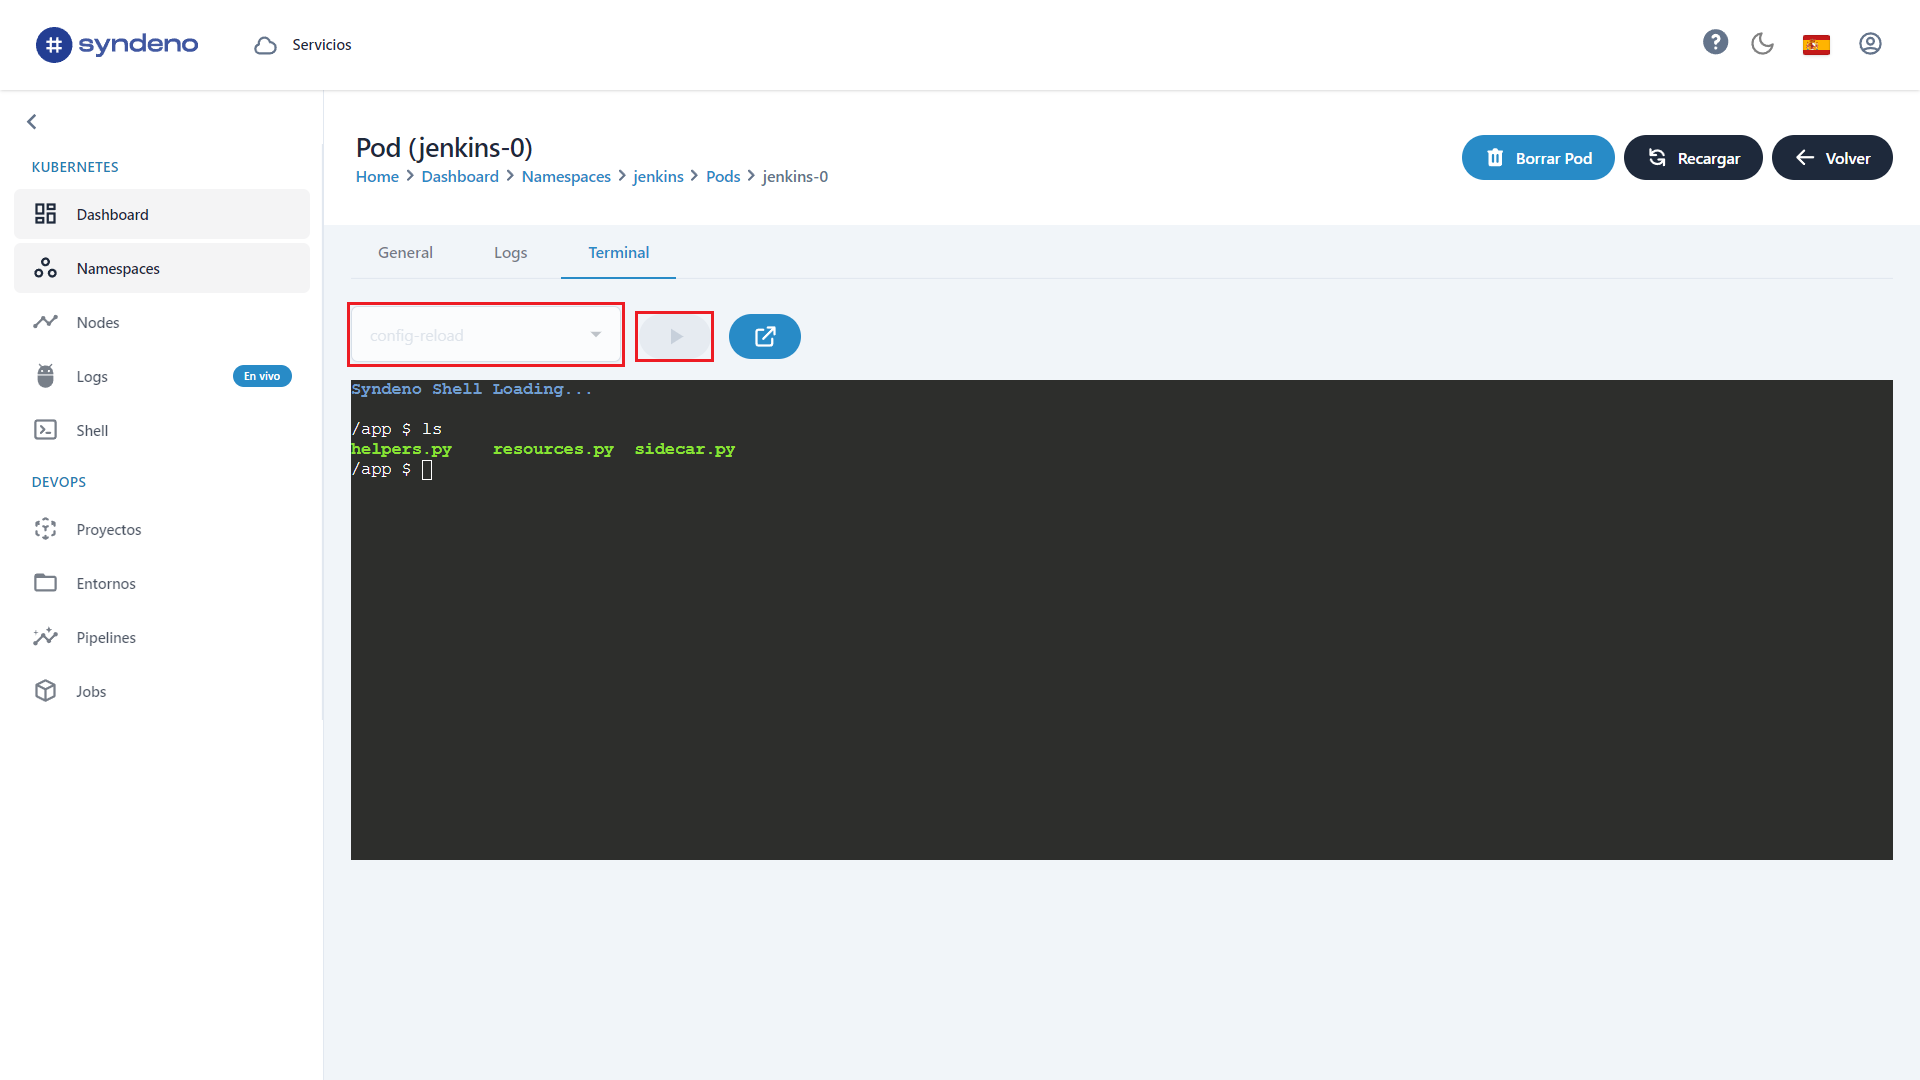 # syndeno
Servicios
?
KUBERNETES
Dashboard
Namespaces
Nodes
Logs
En vivo
Shell
DEVOPS
Proyectos
Entornos
Pipelines
Jobs
Pod (jenkins-0)
Home > Dashboard > Namespaces > jenkins > Pods > jenkins-0
Borrar Pod
Recargar
Volver
General
Logs
Terminal
config-reload
Syndeno Shell Loading...
/app $ ls
helpers.py resources.py sidecar.py
/app $